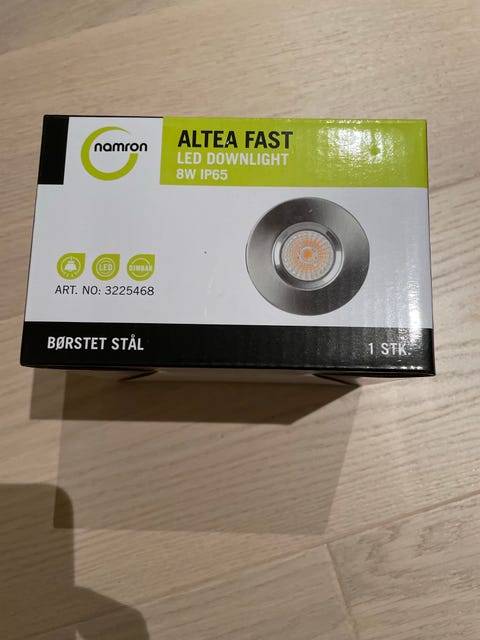 namron
ALTEA FAST
LED DOWNLIGHT
8W IP65
LED
DIMBAR
ART. NO: 3225468
BØRSTET STÅL
1 STK.